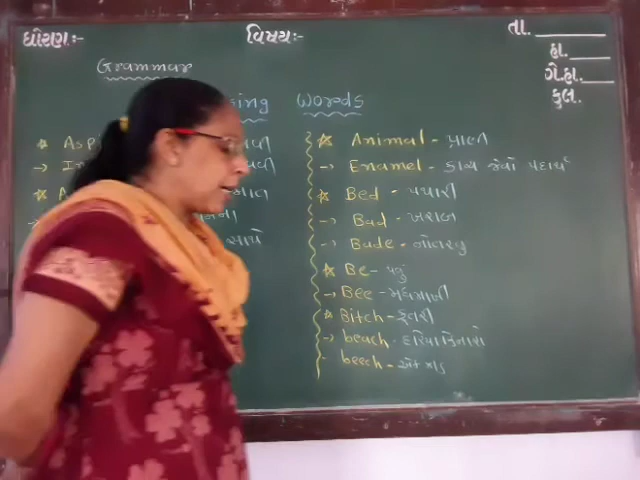 ધોરણ:-
વિષય:-
તા.
હા.
ગે.હા.
કુલ.
Grammar
Words
Animal - પ્રાણી
Enamel - કાચ જેવો પદાર્થ
Bed - પથારી
Bad - ખરાબ
Bade - નોતરવુ
Be - થવું
Bee - મધમાખી
Bitch - કૂતરી
beach - દરિયાકિનારો
beech - એક ઝાડ